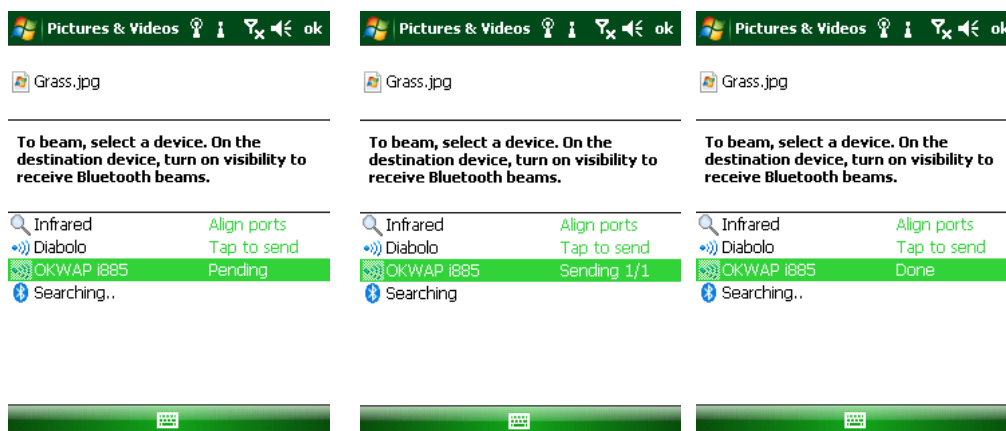 Pictures & Videos ok
Grass.jpg
To beam, select a device. On the
destination device, turn on visibility to
receive Bluetooth beams.
Infrared Align ports
Diabolo Tap to send
OKWAP i885 Pending
Searching..
Pictures & Videos ok
Grass.jpg
To beam, select a device. On the
destination device, turn on visibility to
receive Bluetooth beams.
Infrared Align ports
Diabolo Tap to send
OKWAP i885 Sending 1/1
Searching
Pictures & Videos ok
Grass.jpg
To beam, select a device. On the
destination device, turn on visibility to
receive Bluetooth beams.
Infrared Align ports
Diabolo Tap to send
OKWAP i885 Done
Searching..